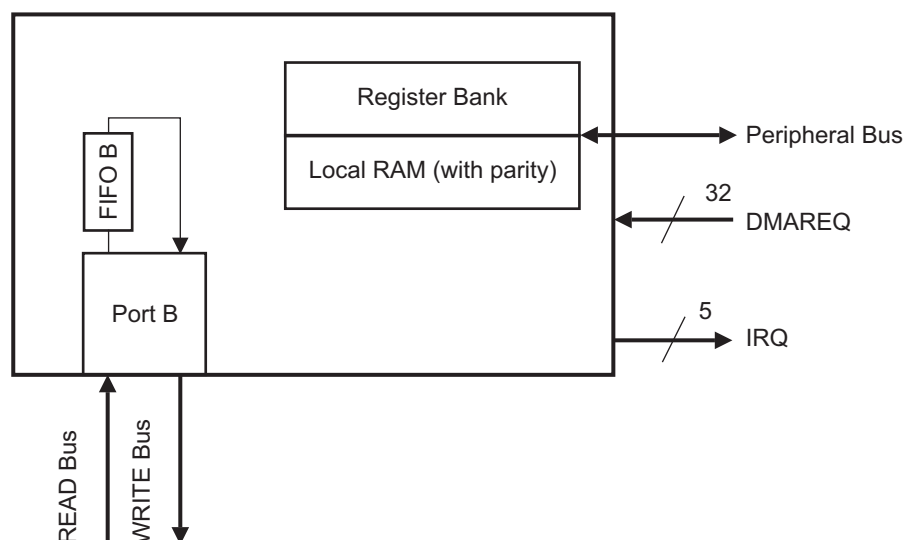 Register Bank
Peripheral Bus
Local RAM (with parity)
FIFO B
32
DMAREQ
Port B
5
IRQ
READ Bus
WRITE Bus